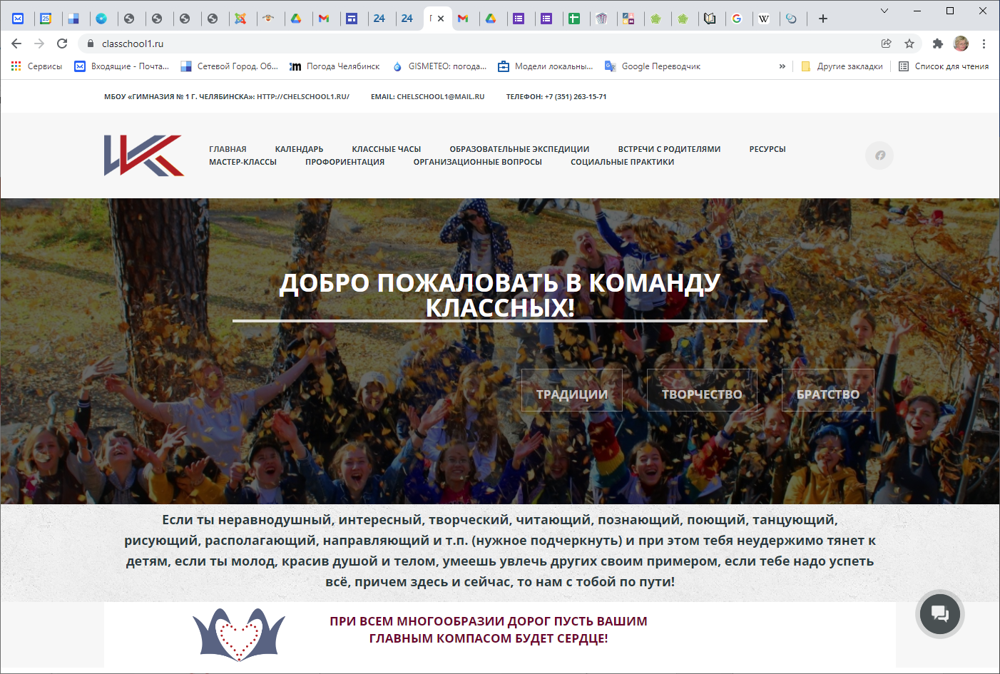 25
24
24
classchool1.ru
Сервисы
Входящие - Почта...
Сетевой Город. Об...
Погода Челябинск
GISMETEO: погода...
Модели локальны...
Google Переводчик
»
Другие закладки
Список для чтения
МБОУ «ГИМНАЗИЯ № 1 Г. ЧЕЛЯБИНСКА»: HTTP://CHELSCHOOL1.RU/ EMAIL: CHELSCHOOL1@MAIL.RU ТЕЛЕФОН: +7 (351) 263-15-71
ГЛАВНАЯ КАЛЕНДАРЬ КЛАССНЫЕ ЧАСЫ ОБРАЗОВАТЕЛЬНЫЕ ЭКСПЕДИЦИИ ВСТРЕЧИ С РОДИТЕЛЯМИ РЕСУРСЫ
МАСТЕР-КЛАССЫ ПРОФОРИЕНТАЦИЯ ОРГАНИЗАЦИОННЫЕ ВОПРОСЫ СОЦИАЛЬНЫЕ ПРАКТИКИ
ДОБРО ПОЖАЛОВАТЬ В КОМАНДУ
КЛАССНЫХ!
ТРАДИЦИИ ТВОРЧЕСТВО БРАТСТВО
Если ты неравнодушный, интересный, творческий, читающий, познающий, поющий, танцующий,
рисующий, располагающий, направляющий и т.п. (нужное подчеркнуть) и при этом тебя неудержимо тянет к
детям, если ты молод, красив душой и телом, умеешь увлечь других своим примером, если тебе надо успеть
всё, причем здесь и сейчас, то нам с тобой по пути!
ПРИ ВСЕМ МНОГООБРАЗИИ ДОРОГ ПУСТЬ ВАШИМ
ГЛАВНЫМ КОМПАСОМ БУДЕТ СЕРДЦЕ!